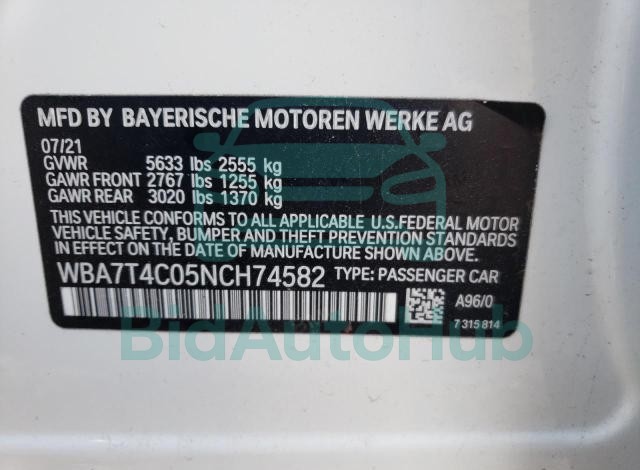 MFD BY BAYERISCHE MOTOREN WERKE AG
07/21
GVWR 5633 lbs 2555 kg
GAWR FRONT 2767 lbs 1255 kg
GAWR REAR 3020 lbs 1370 kg
THIS VEHICLE CONFORMS TO ALL APPLICABLE U.S.FEDERAL MOTOR
VEHICLE SAFETY, BUMPER AND THEFT PREVENTION STANDARDS
IN EFFECT ON THE DATE OF MANUFACTURE SHOWN ABOVE.
WBA7T4C05NCH74582 TYPE: PASSENGER CAR
A96/0
7 315 814
BidAutoHub